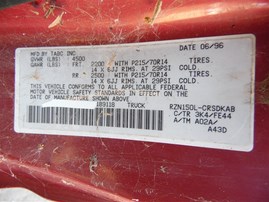 DATE 06/96
MFD BY TABC INC
GVWR (LBS) 4500
GAWR (LBS) FRT. 2200 - WITH P215/70R14 TIRES.
14 X 6JJ RIMS. AT 29PSI COLD
RR " 2500 - WITH P215/70R14 TIRES.
14 X 6JJ RIMS. AT 29PSI COLD.
THIS VEHICLE CONFORMS TO ALL APPLICABLE FEDERAL
MOTOR VEHICLE SAFETY STANDARDS IN EFFECT ON THE
DATE OF MANUFACTURE SHOWN ABOVE.
TRUCK
RZN150L-CRSDKAB
C/TR 3K4/FE44
A/TM A02A/
A43D